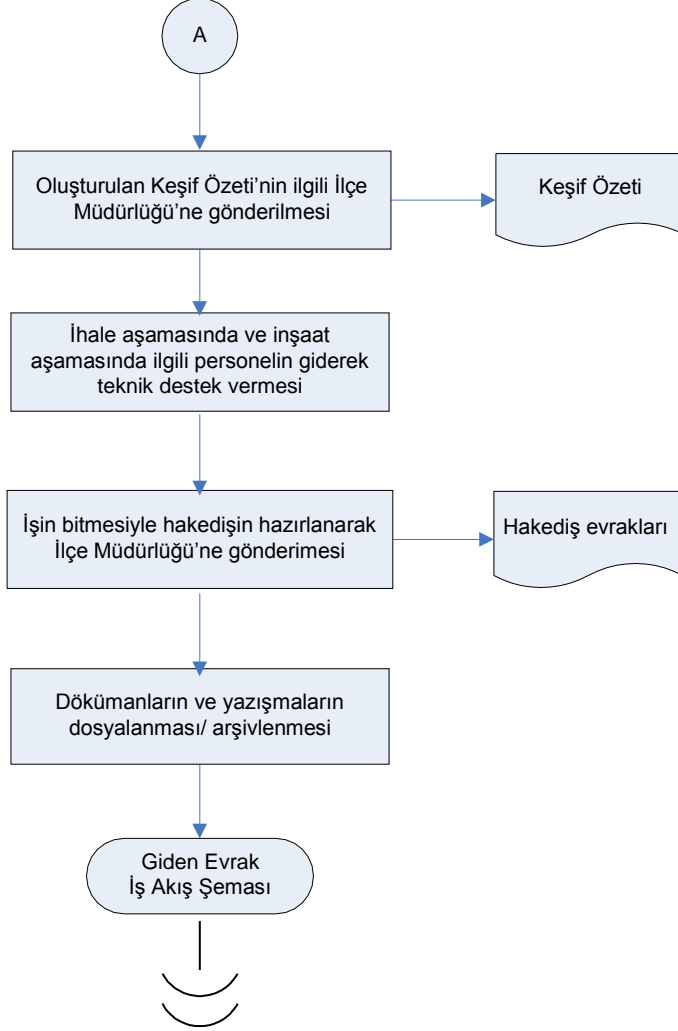 A
Oluşturulan Keşif Özeti’nin ilgili İlçe
Müdürlüğü’ne gönderilmesi
Keşif Özeti
İhale aşamasında ve inşaat
aşamasında ilgili personelin giderek
teknik destek vermesi
İşin bitmesiyle hakedişin hazırlanarak
İlçe Müdürlüğü’ne gönderimesi
Hakediş evrakları
Dökümanların ve yazışmaların
dosyalanması/ arşivlenmesi
Giden Evrak
İş Akış Şeması